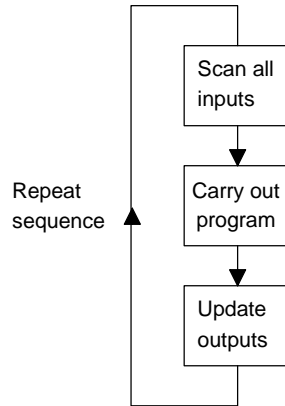 Scan all
inputs
Repeat
sequence
Carry out
program
Update
outputs